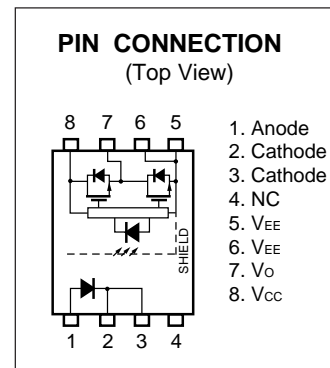 PIN CONNECTION
(Top View)
8 7 6 5
SHIELD
1 2 3 4
1. Anode
2. Cathode
3. Cathode
4. NC
5. VEE
6. VEE
7. VO
8. VCC